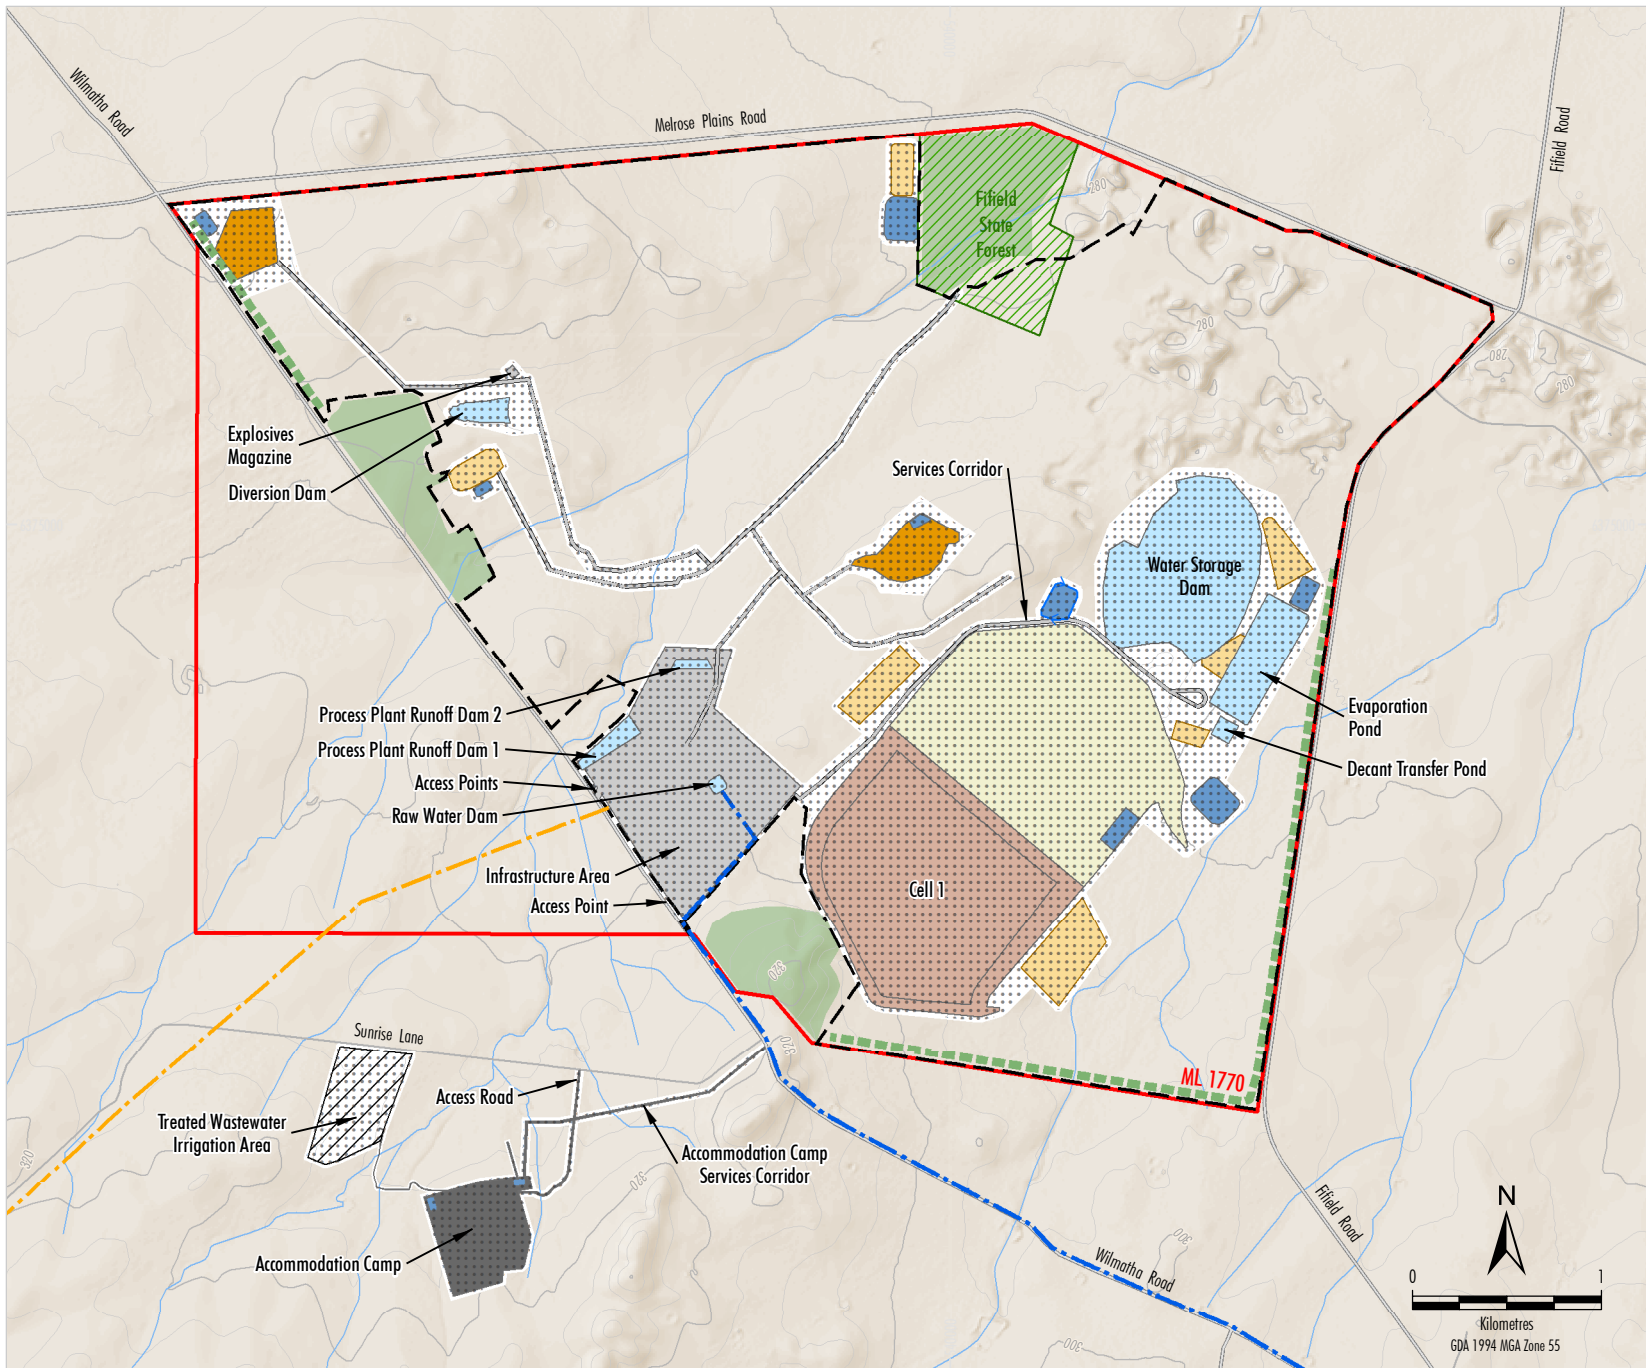 Wilmatha Road
Melrose Plains Road
Fifield Road
Fifield
State
Forest
280
280
280
280
Explosives
Magazine
Diversion Dam
Services Corridor
Water Storage
Dam
Process Plant Runoff Dam 2
Process Plant Runoff Dam 1
Access Points
Raw Water Dam
Infrastructure Area
Access Point
Evaporation
Pond
Decant Transfer Pond
Cell 1
320
320
Sunrise Lane
ML 1770
Access Road
Treated Wastewater
Irrigation Area
Accommodation Camp
Services Corridor
320
320
Accommodation Camp
Fifield Road
Wilmatha Road
300
300
N
0 1
Kilometres
GDA 1994 MGA Zone 55